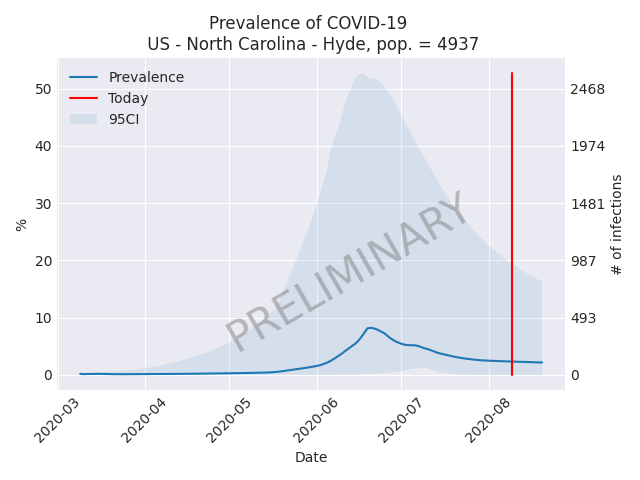 Prevalence of COVID-19
US - North Carolina - Hyde, pop. = 4937
Prevalence
Today
95CI
50
40
30
20
10
0
%
2468
1974
1481
987
493
0
# of infections
PRELIMINARY
2020-03
2020-04
2020-05
2020-06
2020-07
2020-08
Date